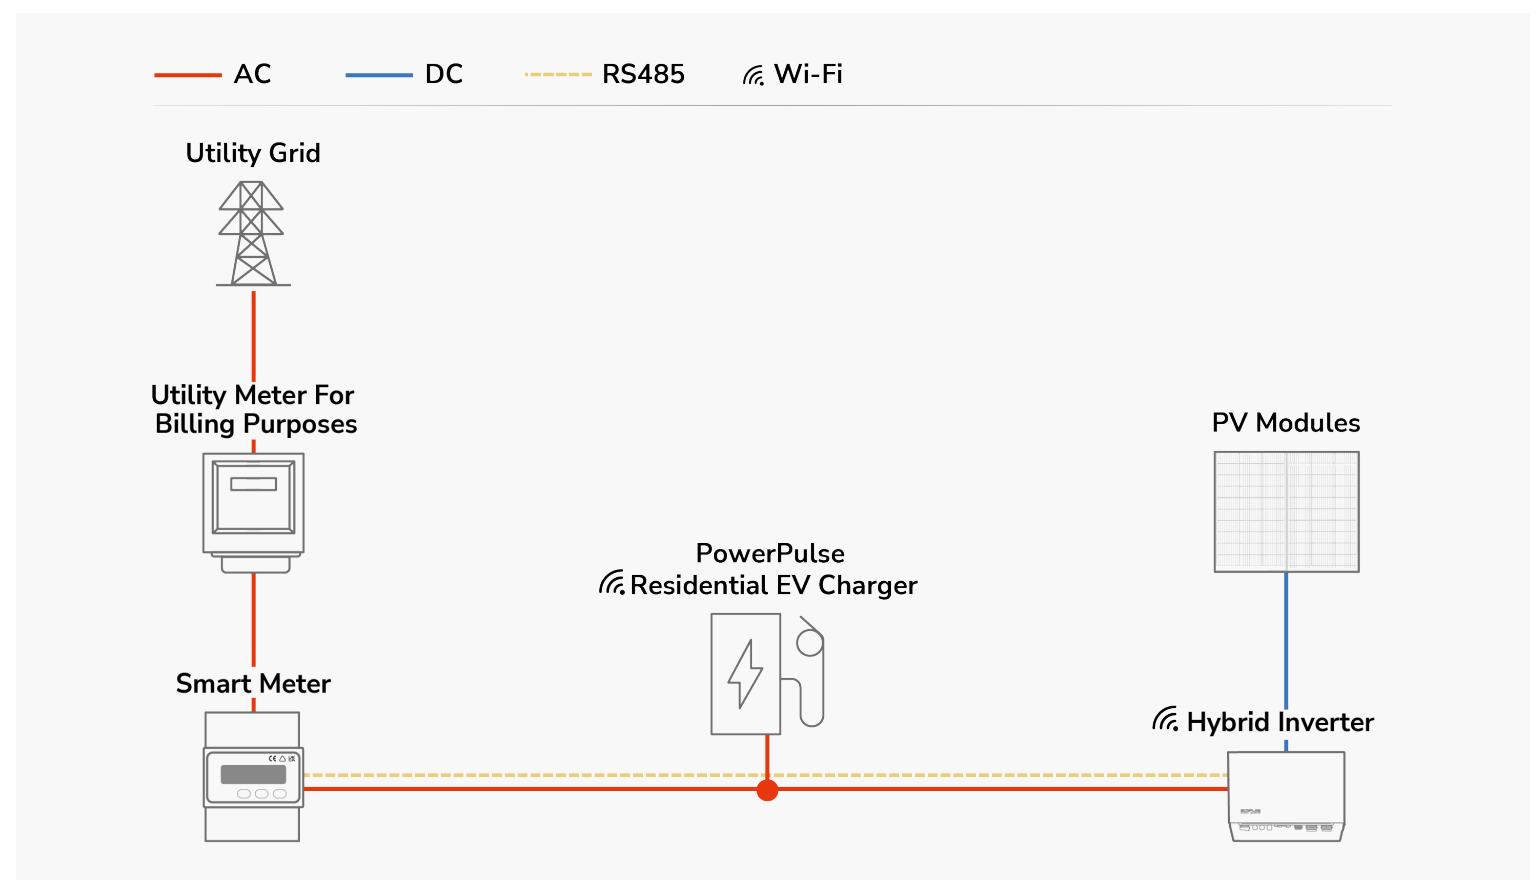 AC
DC
RS485
Wi-Fi
Utility Grid
Utility Meter For
Billing Purposes
PV Modules
PowerPulse
Residential EV Charger
Smart Meter
Hybrid Inverter
CE